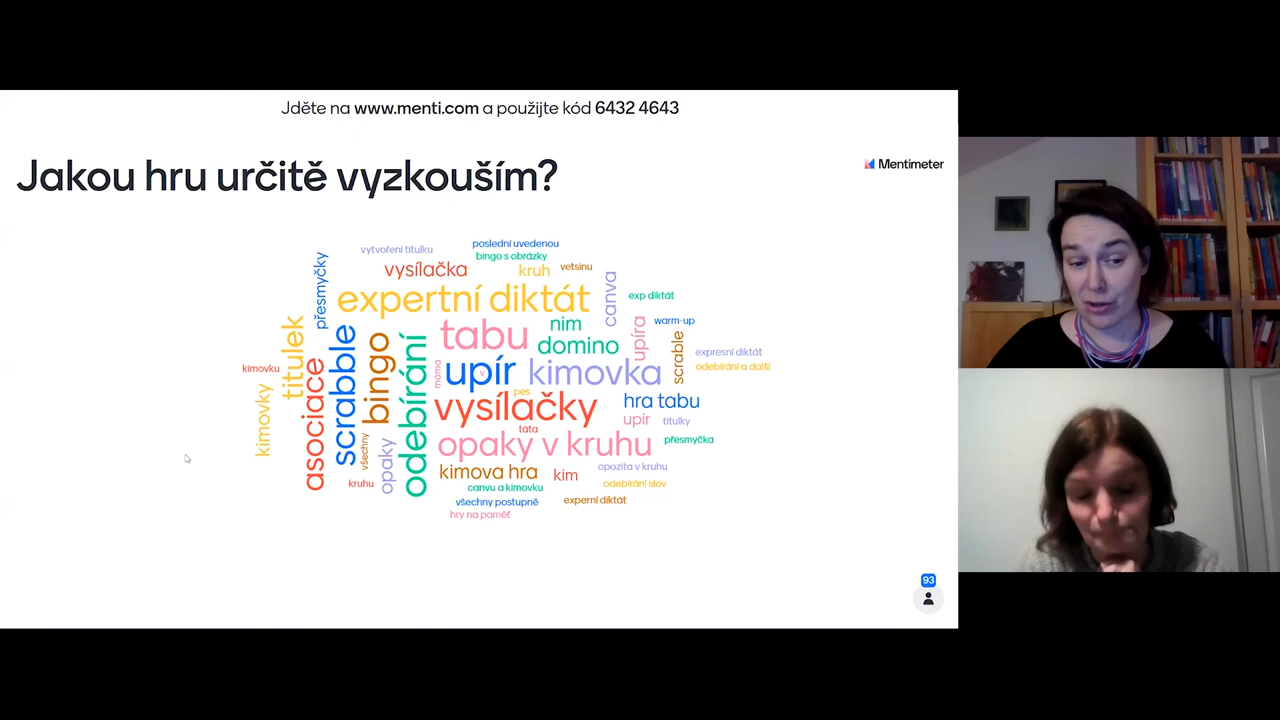 Jděte na www.menti.com a použijte kód 6432 4643
Jakou hru určitě vyzkouším?
Mentimeter
vytvoření titulku
poslední uvedenou
bingo s obrázky
vysílačka
kruh
vetsinu
přesmyčky
expertní diktát
canva
exp diktát
titulek
scrabble
bingo
odebírání
tabu
nim
domino
upíra
warm-up
scrable
expresní diktát
odebírání a další
kimovku
kimovky
asociace
máma
upír
v
kimovka
pes
vysílačky
hra tabu
upir
titulky
táta
všechny
opaky
opaky v kruhu
přesmyčka
kruhu
kimova hra
kim
opozita v kruhu
canvu a kimovku
odebírání slov
všechny postupně
experní diktát
hry na paměť
93